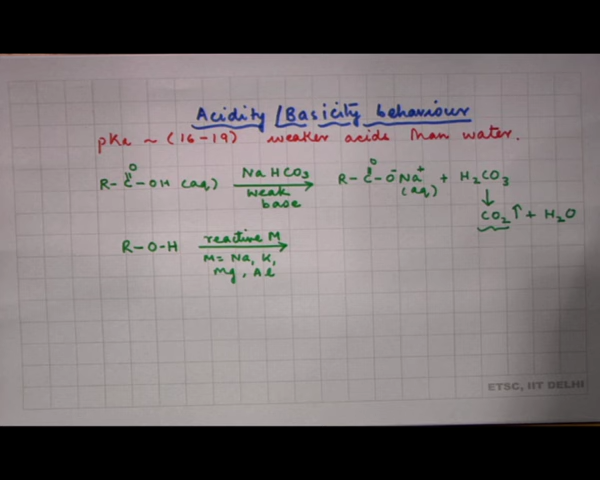 Acidity / Basicity behaviour
pKa ~ (16-19) weaker acids than water.
O O
R-C-OH (aq) NaHCO3 R-C-O⁻Na⁺ + H2CO3
weak base (aq) ↓
CO2↑ + H2O
R-O-H reactive M
M= Na, K,
Mg, Al
ETSC, IIT DELHI